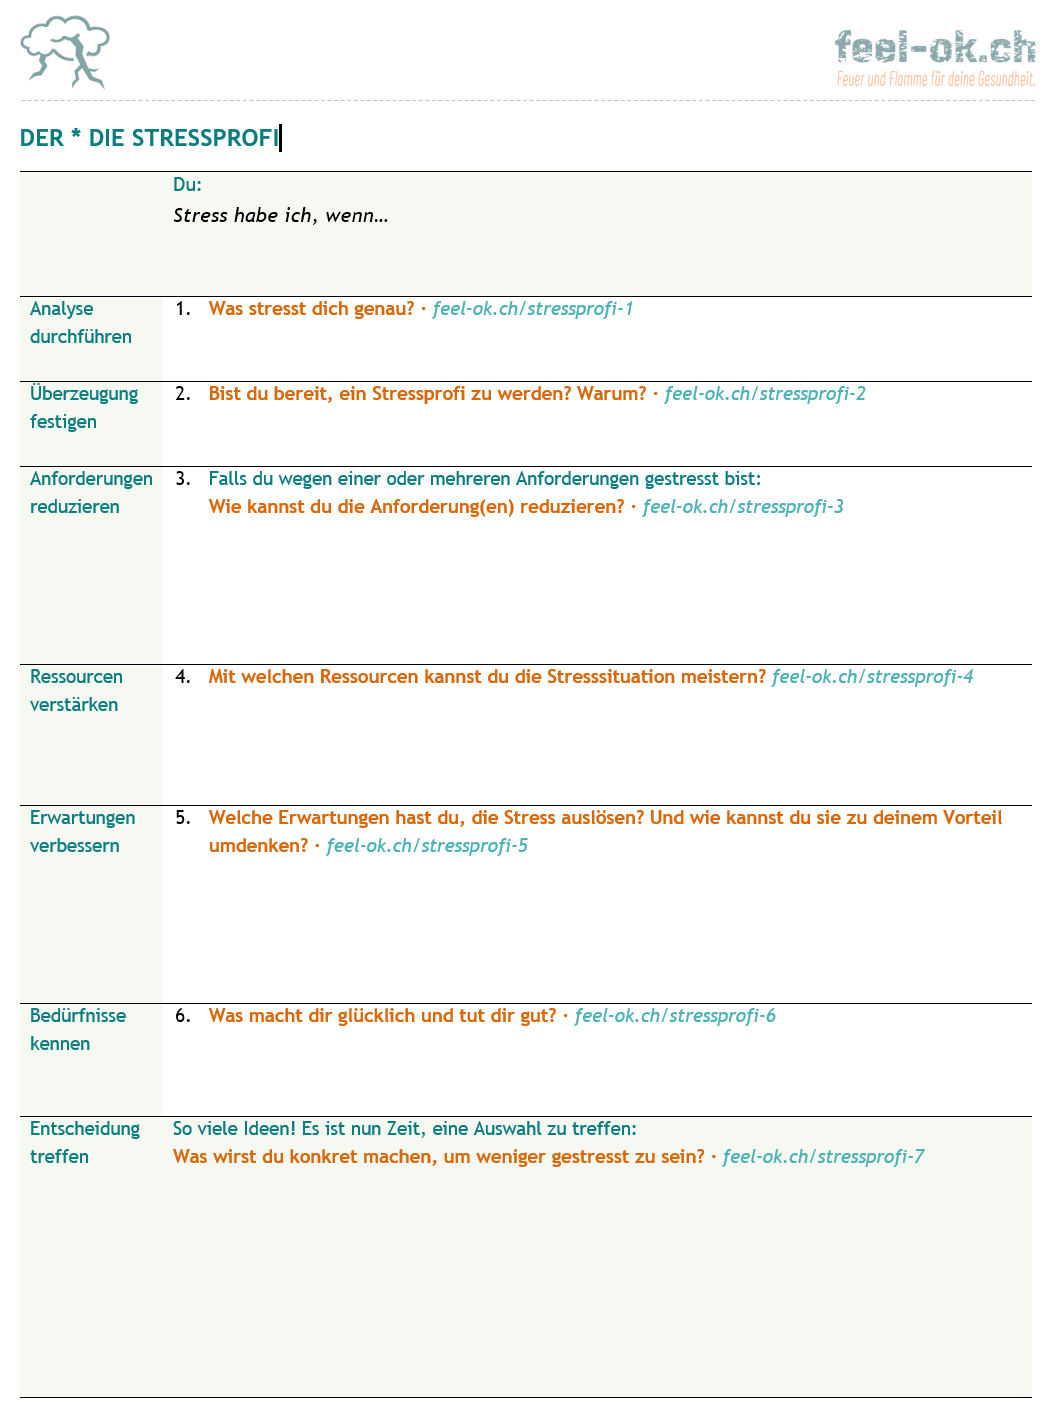 feel-ok.ch
Feuer und Flamme für deine Gesundheit.
DER * DIE STRESSPROFI
Du:
Stress habe ich, wenn…
Analyse
durchführen
1. Was stresst dich genau? · feel-ok.ch/stressprofi-1
Überzeugung
festigen
2. Bist du bereit, ein Stressprofi zu werden? Warum? · feel-ok.ch/stressprofi-2
Anforderungen
reduzieren
3. Falls du wegen einer oder mehreren Anforderungen gestresst bist:
Wie kannst du die Anforderung(en) reduzieren? · feel-ok.ch/stressprofi-3
Ressourcen
verstärken
4. Mit welchen Ressourcen kannst du die Stresssituation meistern? feel-ok.ch/stressprofi-4
Erwartungen
verbessern
5. Welche Erwartungen hast du, die Stress auslösen? Und wie kannst du sie zu deinem Vorteil
umdenken? · feel-ok.ch/stressprofi-5
Bedürfnisse
kennen
6. Was macht dir glücklich und tut dir gut? · feel-ok.ch/stressprofi-6
Entscheidung
treffen
So viele Ideen! Es ist nun Zeit, eine Auswahl zu treffen:
Was wirst du konkret machen, um weniger gestresst zu sein? · feel-ok.ch/stressprofi-7